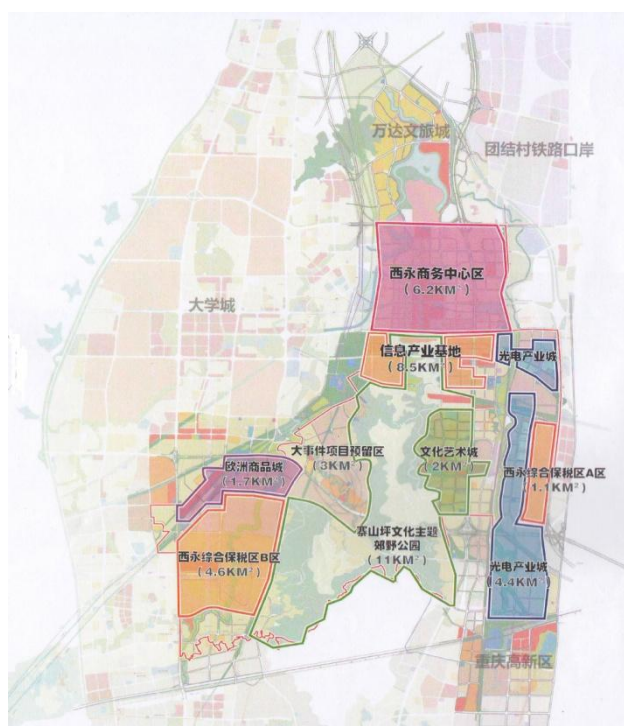 万达文旅城
团结村铁路口岸
西永商务中心区
（6.2KM²）
大学城
信息产业基地
（8.5KM²）
光电产业城
大事件项目预留区
（3KM²）
文化艺术城
（2KM²）
欧洲商品城
（1.7KM²）
西永综合保税区A区
（1.1KM²）
寨山坪文化主题
郊野公园
（11KM²）
西永综合保税区B区
（4.6KM²）
光电产业城
（4.4KM²）
重庆高新区